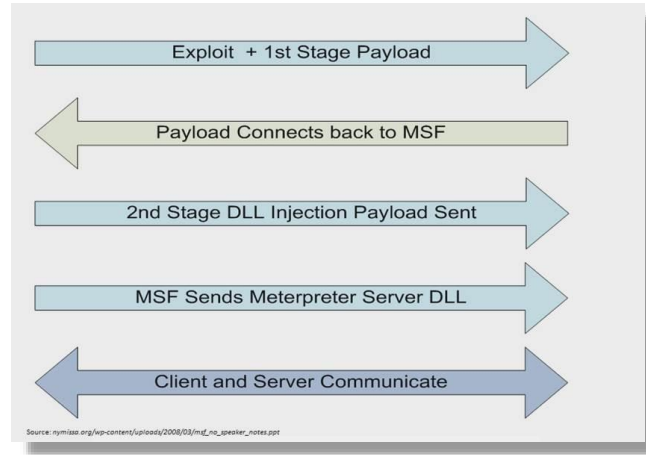 Exploit + 1st Stage Payload
Payload Connects back to MSF
2nd Stage DLL Injection Payload Sent
MSF Sends Meterpreter Server DLL
Client and Server Communicate
Source: nymissa.org/wp-content/uploads/2008/03/msf_no_speaker_notes.ppt